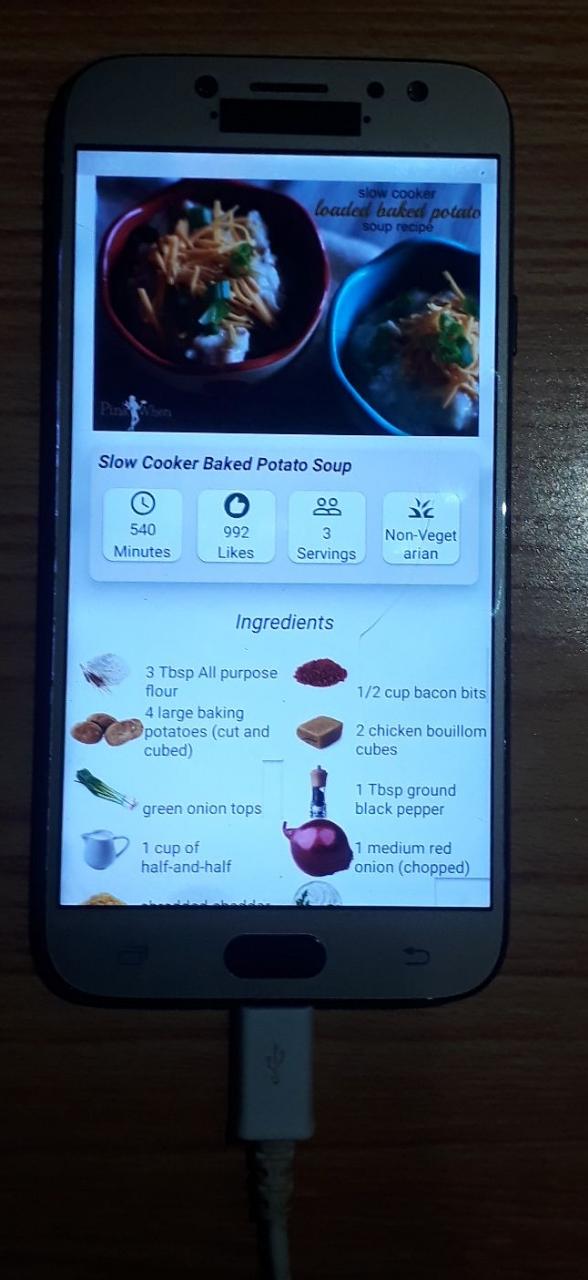 slow cooker
loaded baked potato
soup recipe
Pins When
Slow Cooker Baked Potato Soup
540
Minutes
992
Likes
3
Servings
Non-Veget
arian
Ingredients
3 Tbsp All purpose
flour
1/2 cup bacon bits
4 large baking
potatoes (cut and
cubed)
2 chicken bouillom
cubes
green onion tops
1 Tbsp ground
black pepper
1 cup of
half-and-half
1 medium red
onion (chopped)
shredded cheddar